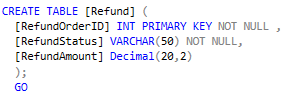 CREATE TABLE [Refund] (
[RefundOrderID] INT PRIMARY KEY NOT NULL ,
[RefundStatus] VARCHAR(50) NOT NULL,
[RefundAmount] Decimal(20,2)
);
GO